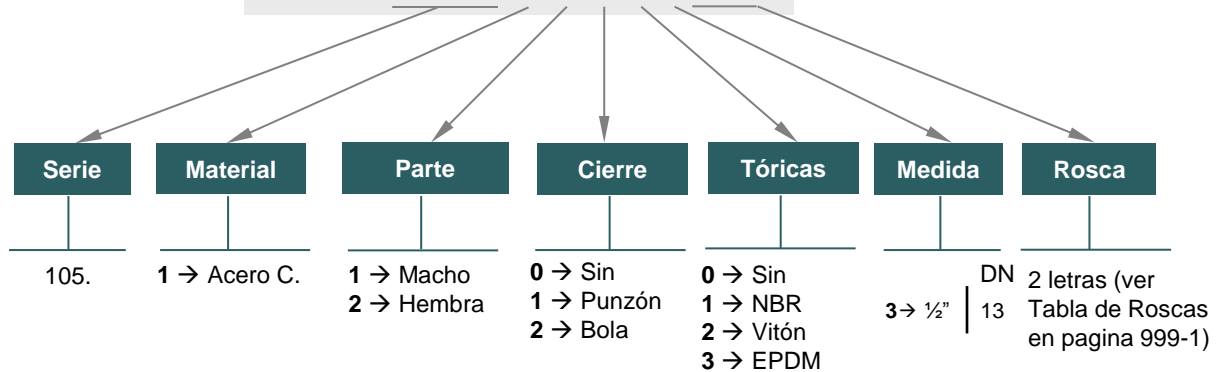 Serie
Material
Parte
Cierre
Tóricas
Medida
Rosca
105.
1 → Acero C.
1 → Macho
2 → Hembra
0 → Sin
1 → Punzón
2 → Bola
0 → Sin
1 → NBR
2 → Vitón
3 → EPDM
DN
3→ ½” 13
2 letras (ver
Tabla de Roscas
en pagina 999-1)